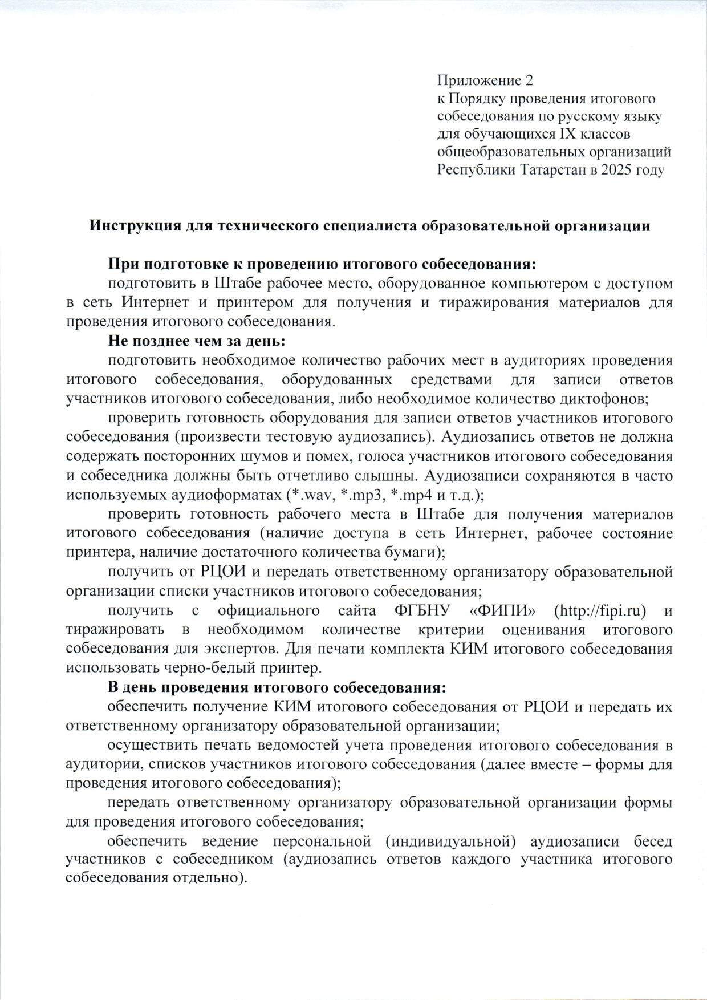 Приложение 2
к Порядку проведения итогового
собеседования по русскому языку
для обучающихся IX классов
общеобразовательных организаций
Республики Татарстан в 2025 году
Инструкция для технического специалиста образовательной организации
При подготовке к проведению итогового собеседования:
подготовить в Штабе рабочее место, оборудованное компьютером с доступом
в сеть Интернет и принтером для получения и тиражирования материалов для
проведения итогового собеседования.
Не позднее чем за день:
подготовить необходимое количество рабочих мест в аудиториях проведения
итогового собеседования, оборудованных средствами для записи ответов
участников итогового собеседования, либо необходимое количество диктофонов;
проверить готовность оборудования для записи ответов участников итогового
собеседования (произвести тестовую аудиозапись). Аудиозапись ответов не должна
содержать посторонних шумов и помех, голоса участников итогового собеседования
и собеседника должны быть отчетливо слышны. Аудиозаписи сохраняются в часто
используемых аудиоформатах (*.wav, *.mp3, *.mp4 и т.д.);
проверить готовность рабочего места в Штабе для получения материалов
итогового собеседования (наличие доступа в сеть Интернет, рабочее состояние
принтера, наличие достаточного количества бумаги);
получить от РЦОИ и передать ответственному организатору образовательной
организации списки участников итогового собеседования;
получить с официального сайта ФГБНУ «ФИПИ» (http://fipi.ru) и
тиражировать в необходимом количестве критерии оценивания итогового
собеседования для экспертов. Для печати комплекта КИМ итогового собеседования
использовать черно-белый принтер.
В день проведения итогового собеседования:
обеспечить получение КИМ итогового собеседования от РЦОИ и передать их
ответственному организатору образовательной организации;
осуществить печать ведомостей учета проведения итогового собеседования в
аудитории, списков участников итогового собеседования (далее вместе – формы для
проведения итогового собеседования);
передать ответственному организатору образовательной организации формы
для проведения итогового собеседования;
обеспечить ведение персональной (индивидуальной) аудиозаписи бесед
участников с собеседником (аудиозапись ответов каждого участника итогового
собеседования отдельно).